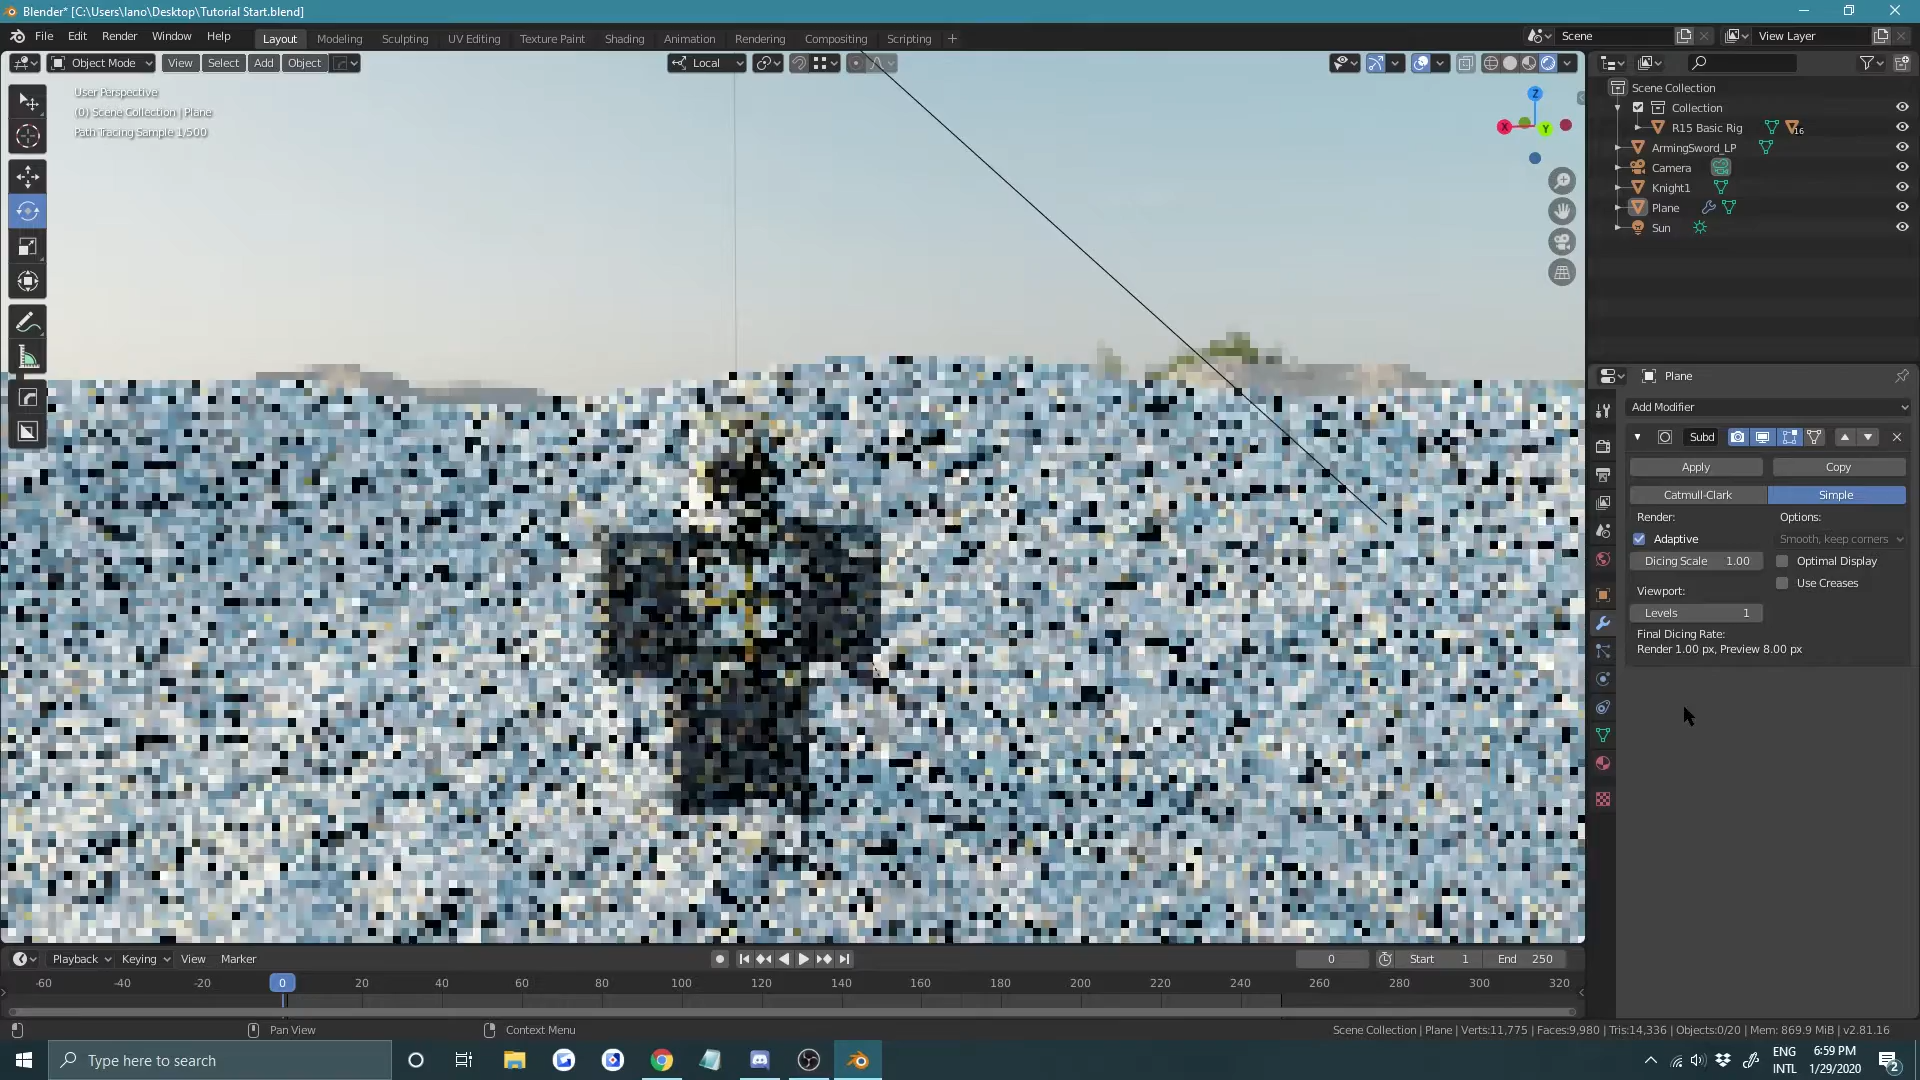 Blender* [C:\Users\Iano\Desktop\Tutorial Start.blend]
File Edit Render Window Help Layout Modeling Sculpting UV Editing Texture Paint Shading Animation Rendering Compositing Scripting + Scene View Layer
Object Mode View Select Add Object Local
User Perspective
(0) Scene Collection | Plane
Path Tracing Sample 1/500
Z
X Y
Scene Collection
Collection
R15 Basic Rig 16
ArmingSword_LP
Camera
Knight1
Plane
Sun
Plane
Add Modifier
Subd
Apply Copy
Catmull-Clark Simple
Render: Options:
Adaptive Smooth, keep corners
Dicing Scale 1.00 Optimal Display
Use Creases
Viewport:
Levels 1
Final Dicing Rate:
Render 1.00 px, Preview 8.00 px
Playback Keying View Marker 0 Start 1 End 250
-60 -40 -20 0 20 40 60 80 100 120 140 160 180 200 220 240 260 280 300 320
Pan View Context Menu Scene Collection | Plane | Verts:11,775 | Faces:9,980 | Tris:14,336 | Objects:0/20 | Mem: 869.9 MiB | v2.81.16
Type here to search
ENG 6:59 PM
INTL 1/29/2020 2